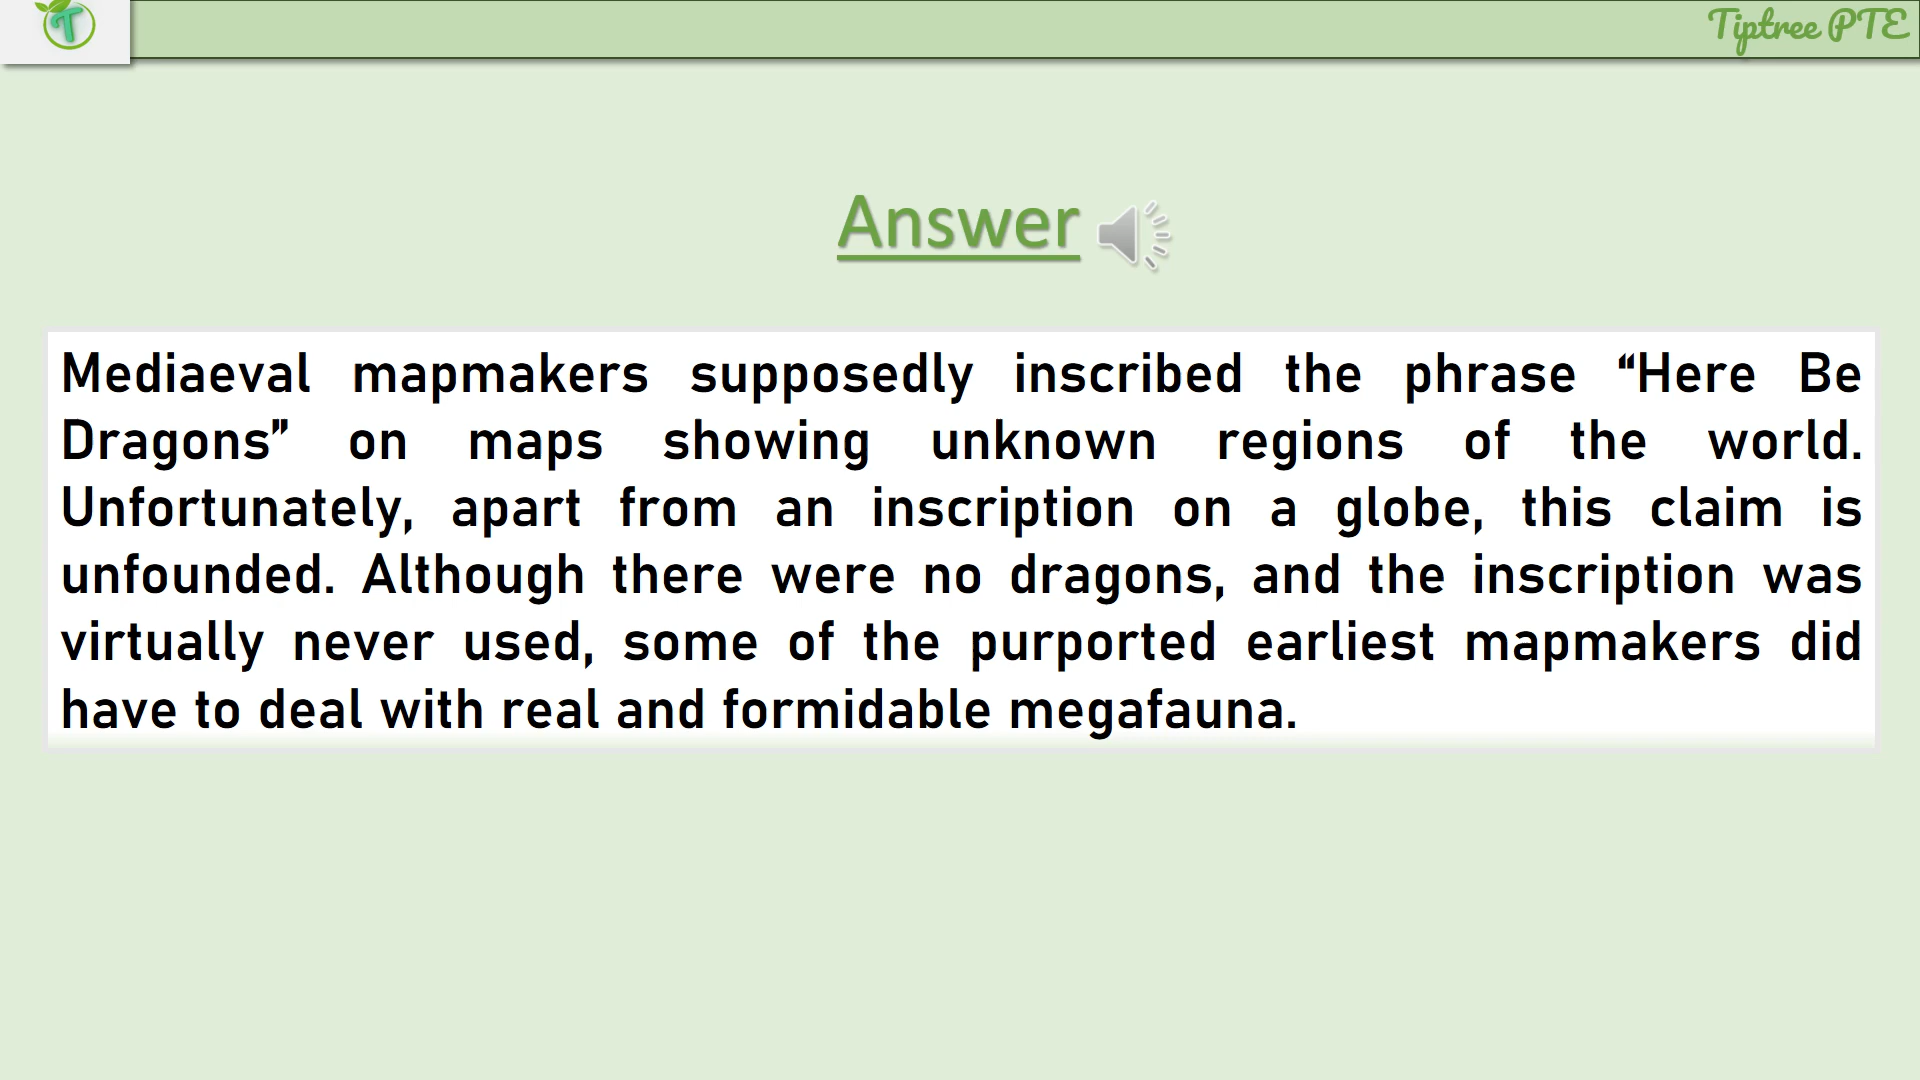 T
Tiptree PTE
Answer
Mediaeval mapmakers supposedly inscribed the phrase “Here Be
Dragons” on maps showing unknown regions of the world.
Unfortunately, apart from an inscription on a globe, this claim is
unfounded. Although there were no dragons, and the inscription was
virtually never used, some of the purported earliest mapmakers did
have to deal with real and formidable megafauna.